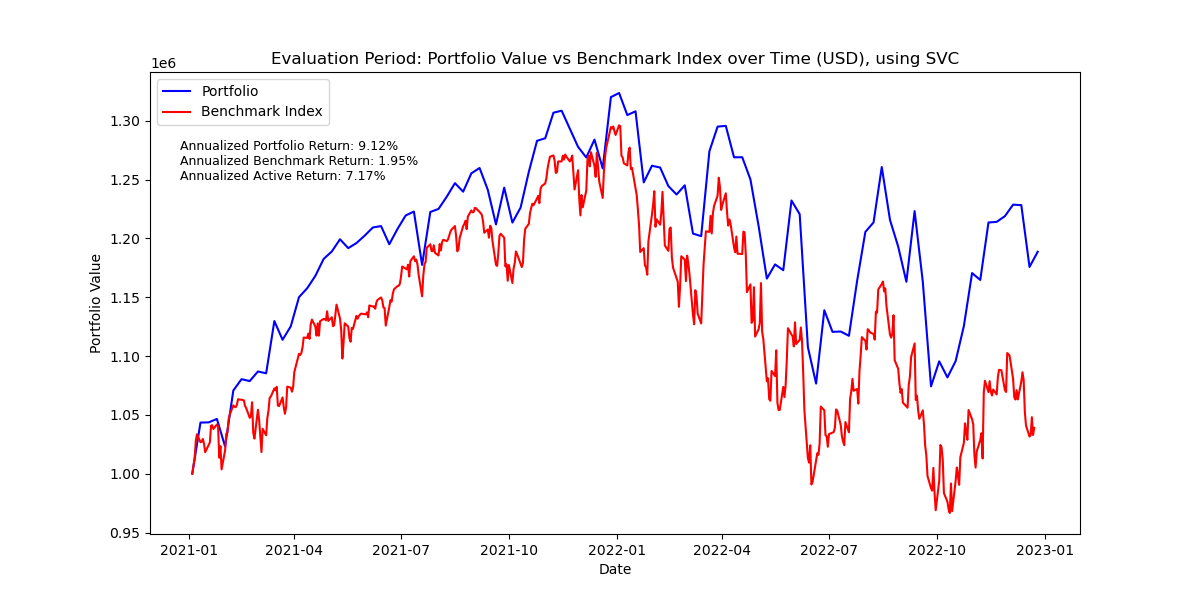 Evaluation Period: Portfolio Value vs Benchmark Index over Time (USD), using SVC
1e6
Portfolio
Benchmark Index
Annualized Portfolio Return: 9.12%
Annualized Benchmark Return: 1.95%
Annualized Active Return: 7.17%
Portfolio Value
1.30
1.25
1.20
1.15
1.10
1.05
1.00
0.95
2021-01 2021-04 2021-07 2021-10 2022-01 2022-04 2022-07 2022-10 2023-01
Date